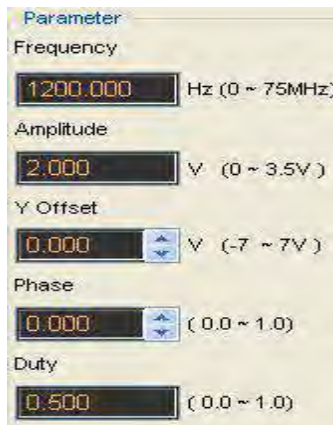 Parameter
Frequency
1200.000 Hz (0 ~ 75MHz)
Amplitude
2.000 V (0 ~ 3.5V)
Y Offset
0.000 V (-7 ~ 7V)
Phase
0.000 (0.0 ~ 1.0)
Duty
0.500 (0.0 ~ 1.0)